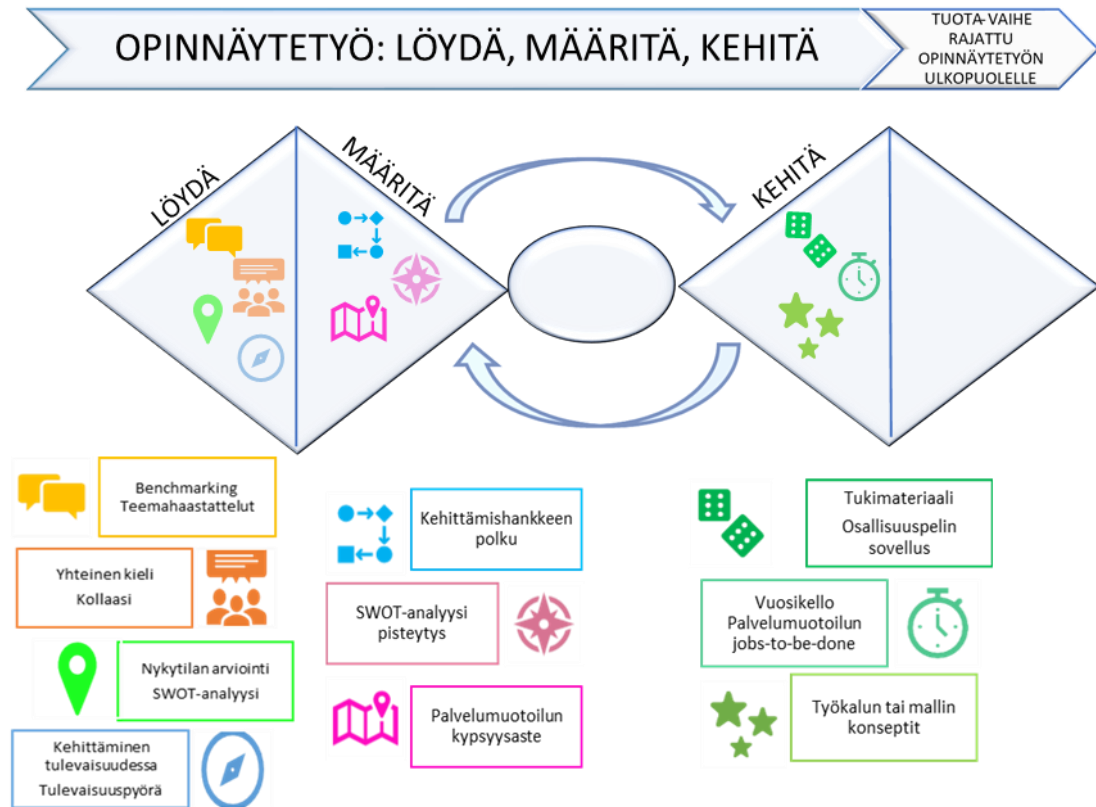 OPINNÄYTETYÖ: LÖYDÄ, MÄÄRITÄ, KEHITÄ
TUOTA-VAIHE
RAJATTU
OPINNÄYTETYÖN
ULKOPUOLELLE
LÖYDÄ
MÄÄRITÄ
KEHITÄ
Benchmarking
Teemahaastattelut
Yhteinen kieli
Kollaasi
Nykytilan arviointi
SWOT-analyysi
Kehittäminen
tulevaisuudessa
Tulevaisuuspyörä
Kehittämishankkeen
polku
SWOT-analyysi
pisteytys
Palvelumuotoilun
kypsyysaste
Tukimateriaali
Osallisuuspelin
sovellus
Vuosikello
Palvelumuotoilun
jobs-to-be-done
Työkalun tai mallin
konseptit